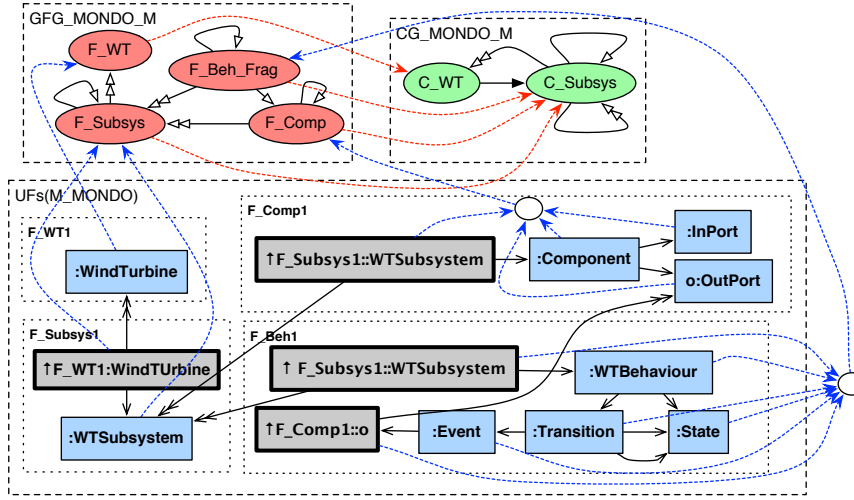 GFG_MONDO_M
CG_MONDO_M
F_WT
F_Beh_Frag
C_WT
C_Subsys
F_Subsys
F_Comp
UFs(M_MONDO)
F_Comp1
F_WT1
:InPort
↑F_Subsys1::WTSubsystem
:Component
:WindTurbine
o:OutPort
F_Subsys1
F_Beh1
↑F_WT1:WindTUrbine
↑ F_Subsys1::WTSubsystem
:WTBehaviour
:WTSubsystem
↑F_Comp1::o
:Event
:Transition
:State